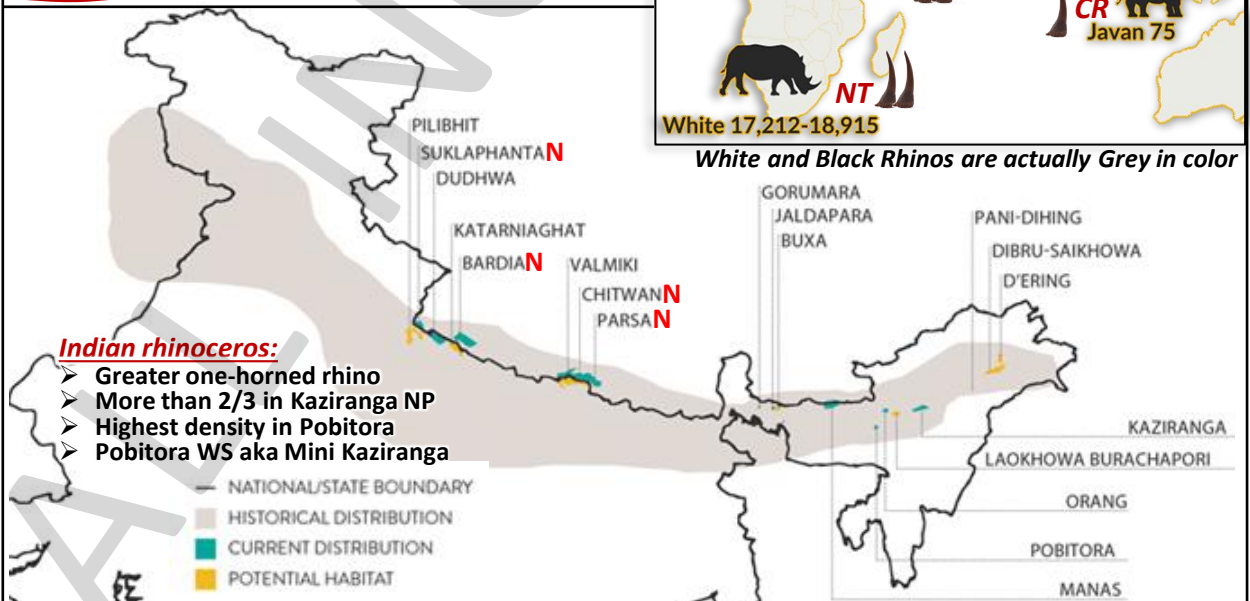 CR
Javan 75
NT
White 17,212-18,915
White and Black Rhinos are actually Grey in color
PILIBHIT
SUKLAPHANTAN
DUDHWA
KATARNIAGHAT
BARDIAN
VALMIKI
CHITWANN
PARSAN
GORUMARA
JALDAPARA
BUXA
PANI-DIHING
DIBRU-SAIKHOWA
D'ERING
Indian rhinoceros:
➢ Greater one-horned rhino
➢ More than 2/3 in Kaziranga NP
➢ Highest density in Pobitora
➢ Pobitora WS aka Mini Kaziranga
NATIONAL/STATE BOUNDARY
HISTORICAL DISTRIBUTION
CURRENT DISTRIBUTION
POTENTIAL HABITAT
KAZIRANGA
LAOKHOWA BURACHAPORI
ORANG
POBITORA
MANAS